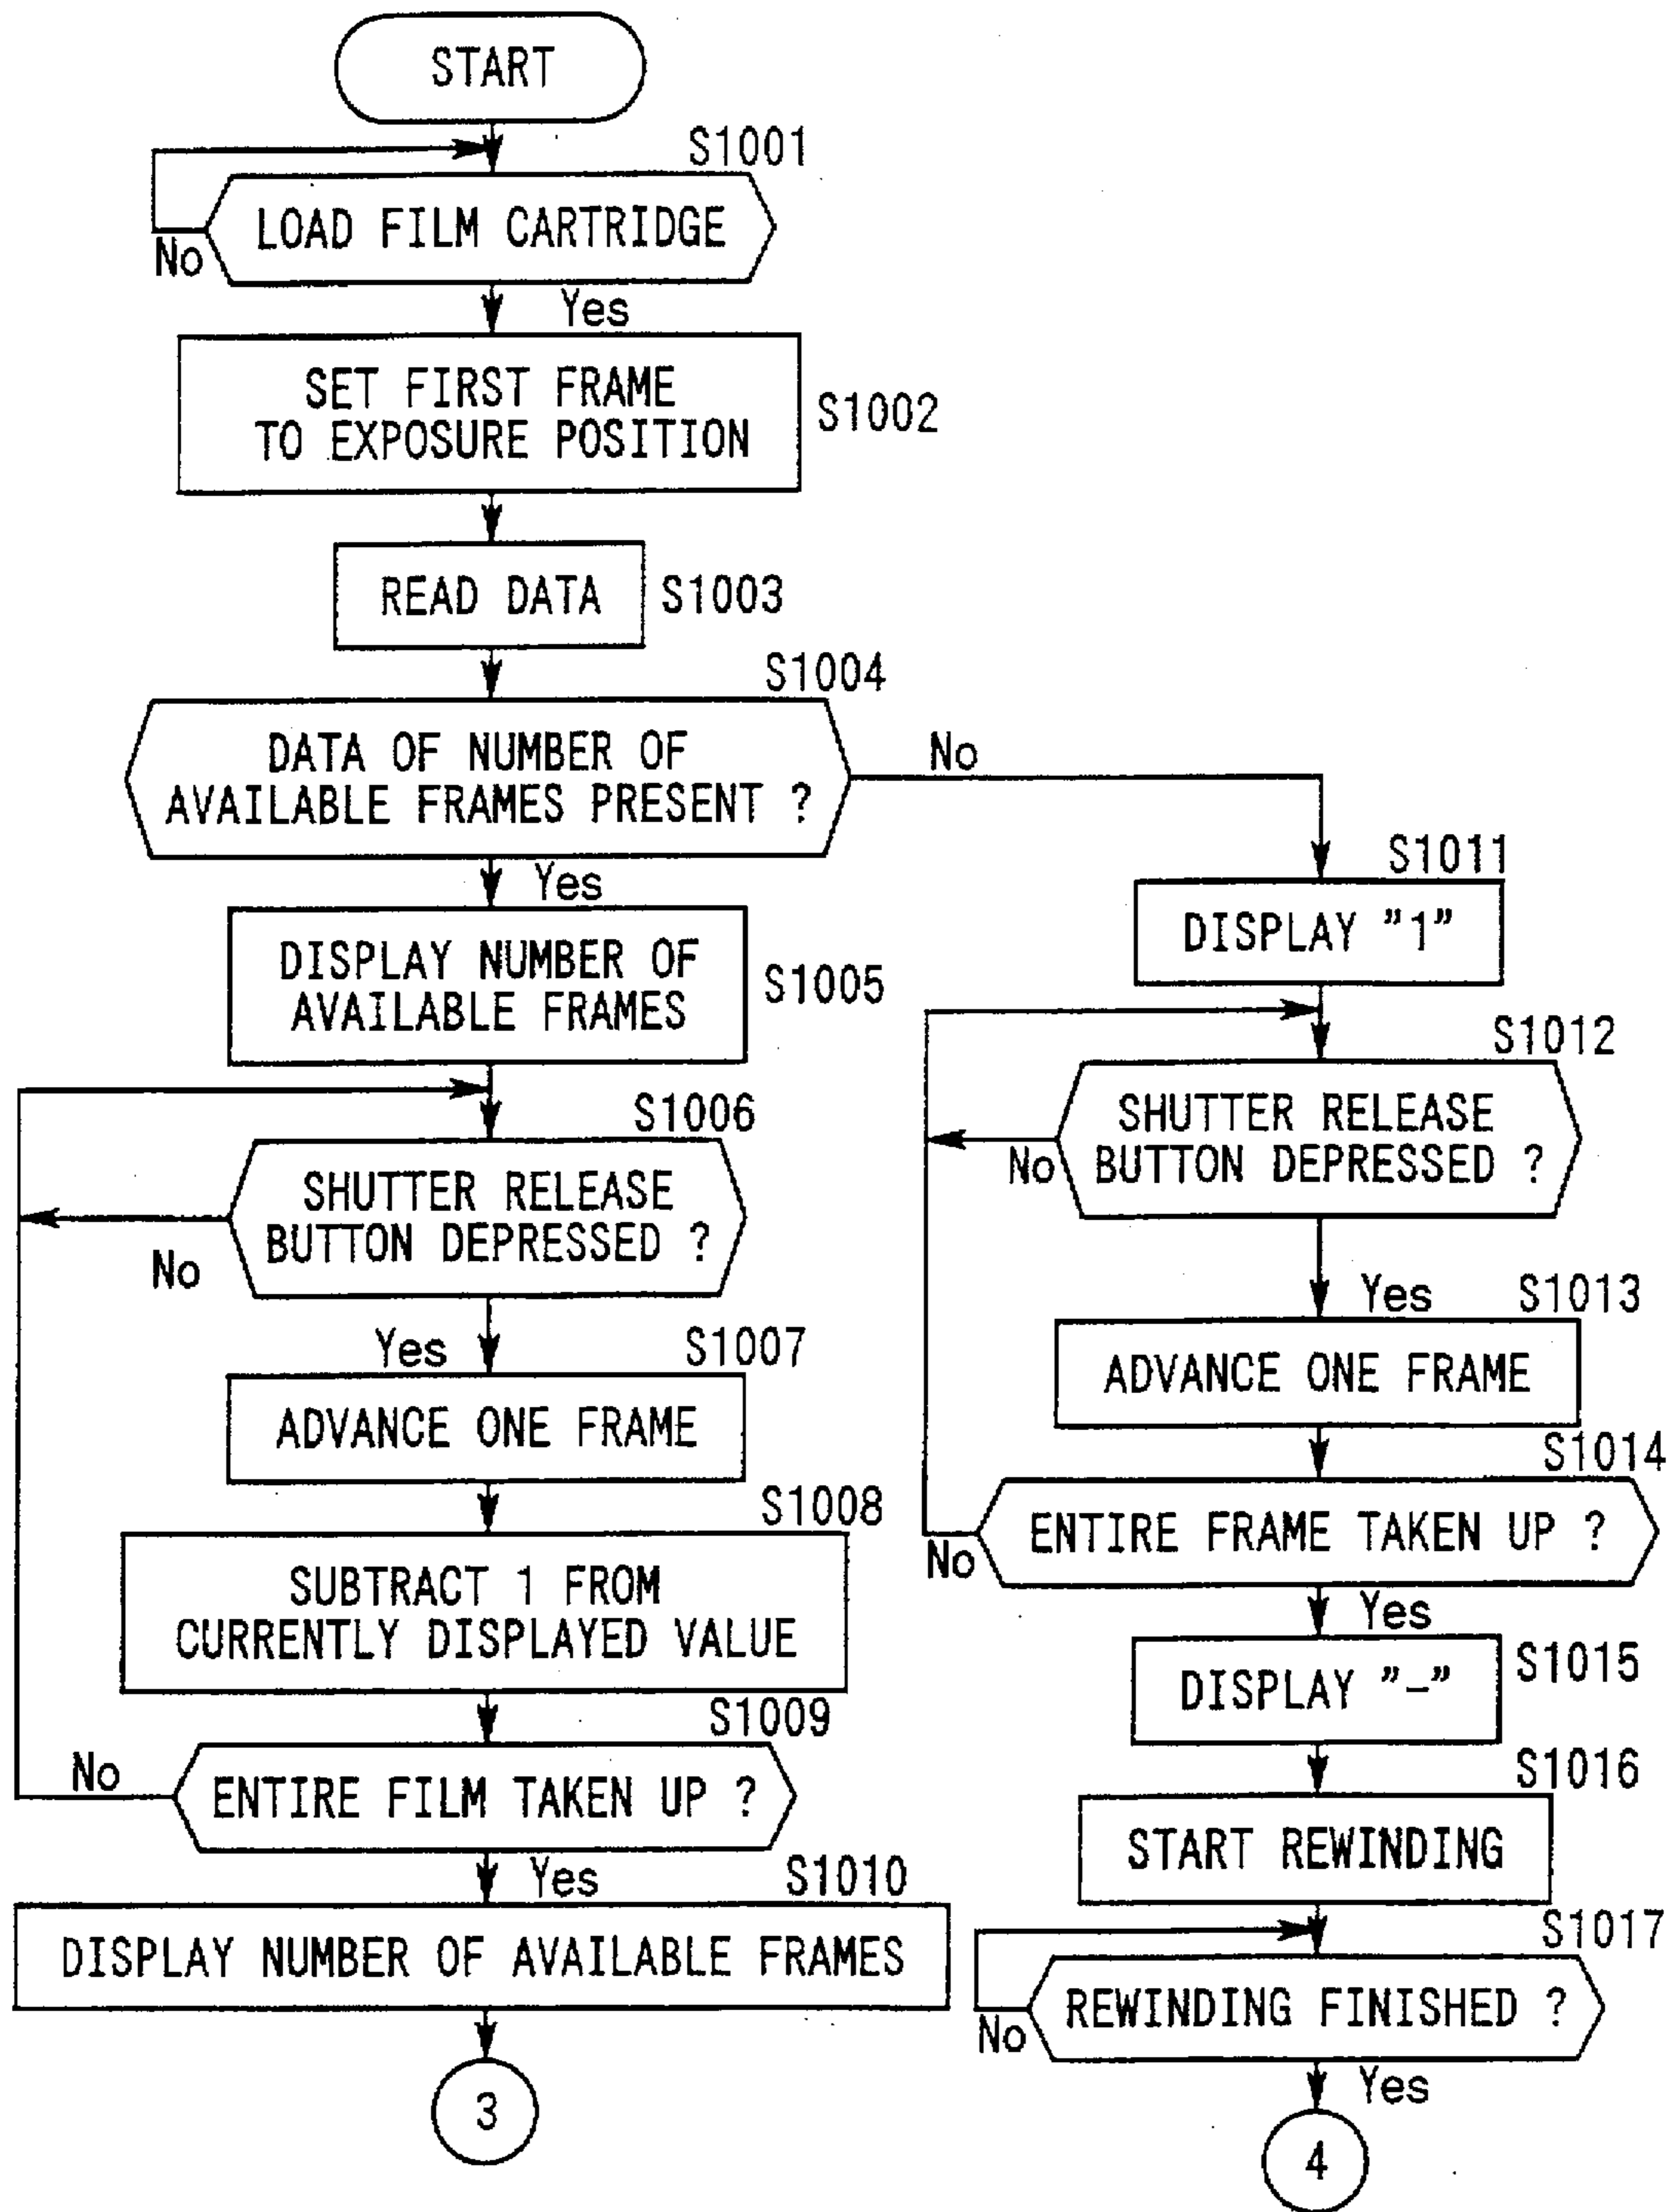 START
S1001
LOAD FILM CARTRIDGE
No
Yes
SET FIRST FRAME
TO EXPOSURE POSITION
S1002
READ DATA
S1003
S1004
DATA OF NUMBER OF
AVAILABLE FRAMES PRESENT ?
No
Yes
DISPLAY NUMBER OF
AVAILABLE FRAMES
S1005
S1006
SHUTTER RELEASE
BUTTON DEPRESSED ?
No
Yes
S1007
ADVANCE ONE FRAME
S1008
SUBTRACT 1 FROM
CURRENTLY DISPLAYED VALUE
S1009
No
ENTIRE FILM TAKEN UP ?
Yes
S1010
DISPLAY NUMBER OF AVAILABLE FRAMES
3
S1011
DISPLAY "1"
S1012
SHUTTER RELEASE
BUTTON DEPRESSED ?
No
Yes
S1013
ADVANCE ONE FRAME
S1014
ENTIRE FRAME TAKEN UP ?
No
Yes
S1015
DISPLAY "-"
S1016
START REWINDING
S1017
REWINDING FINISHED ?
No
Yes
4